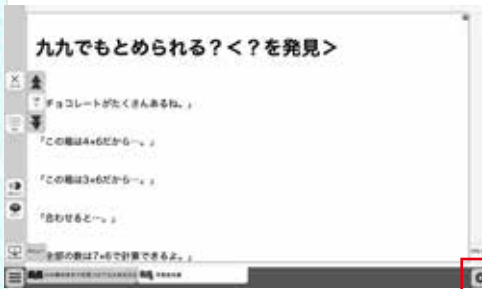 九九でもとめられる？＜？を発見＞
チョコレートがたくさんあるね。」
「この箱は4×6だから…。」
「この箱は3×6だから…。」
「合わせると…。」
全部の数は7×6で計算できるよ。」